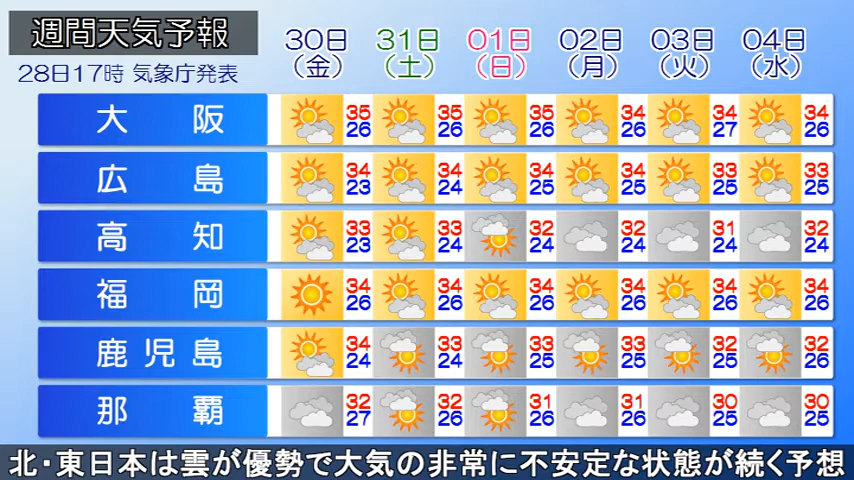 週間天気予報
28日17時 気象庁発表
30日 31日 01日 02日 03日 04日
(金) (土) (日) (月) (火) (水)
大阪 35 26 35 26 35 26 34 26 34 27 34 26
広島 34 23 34 24 34 25 34 25 33 25 33 25
高知 33 23 33 24 32 24 32 24 31 24 32 24
福岡 34 26 34 26 34 26 34 26 34 26 34 26
鹿児島 34 24 33 24 33 25 33 25 32 25 32 26
那覇 32 27 32 26 31 26 31 26 30 25 30 25
北・東日本は雲が優勢で大気の非常に不安定な状態が続く予想